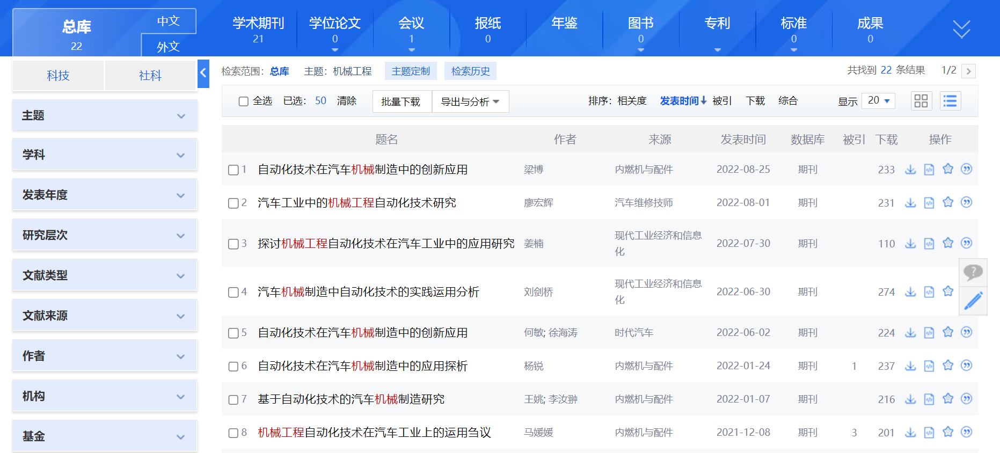 总库
22
中文
外文
学术期刊
21
学位论文
0
会议
1
报纸
0
年鉴
图书
0
专利
标准
0
成果
0
科技
社科
检索范围：总库 主题：机械工程 主题定制 检索历史 共找到 22 条结果 1/2
全选 已选：50 清除 批量下载 导出与分析 排序：相关度 发表时间 被引 下载 综合 显示 20
主题
学科
发表年度
研究层次
文献类型
文献来源
作者
机构
基金
题名 作者 来源 发表时间 数据库 被引 下载 操作
1 自动化技术在汽车机械制造中的创新应用 梁博 内燃机与配件 2022-08-25 期刊 233
2 汽车工业中的机械工程自动化技术研究 廖宏辉 汽车维修技师 2022-08-01 期刊 231
3 探讨机械工程自动化技术在汽车工业中的应用研究 姜楠 现代工业经济和信息
化 2022-07-30 期刊 110
4 汽车机械制造中自动化技术的实践运用分析 刘剑桥 现代工业经济和信息
化 2022-06-30 期刊 274
5 自动化技术在汽车机械制造中的创新应用 何敏; 徐海涛 时代汽车 2022-06-02 期刊 224
6 自动化技术在汽车机械制造中的应用探析 杨锐 内燃机与配件 2022-01-24 期刊 1 237
7 基于自动化技术的汽车机械制造研究 王姚; 李汝翀 内燃机与配件 2022-01-07 期刊 216
8 机械工程自动化技术在汽车工业上的运用刍议 马媛媛 内燃机与配件 2021-12-08 期刊 3 201